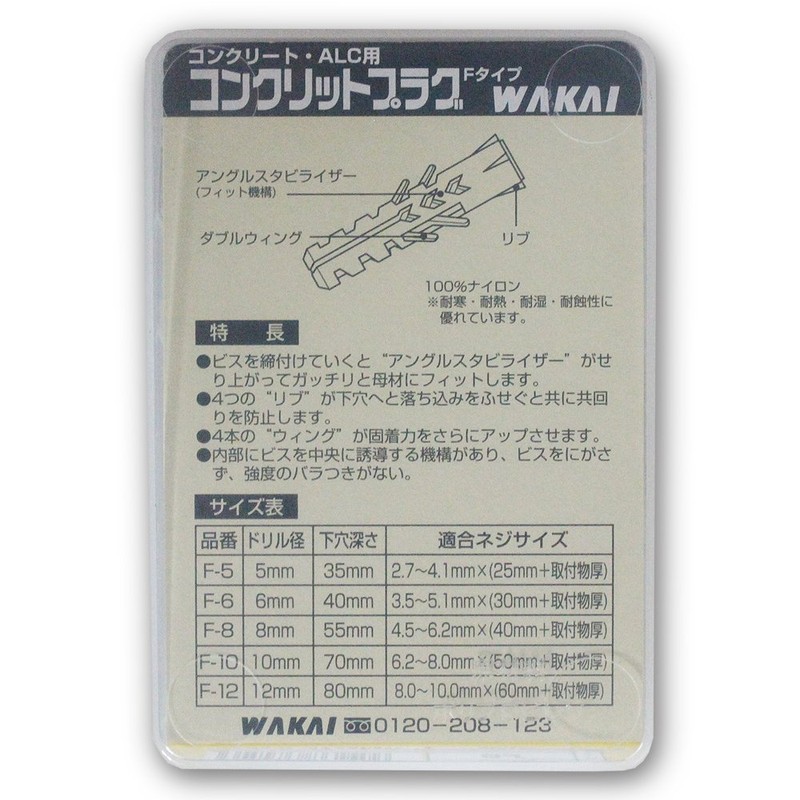 コンクリート・ALC用
コンクリットプラグFタイプ WAKAI
アングルスタビライザー
(フィット機構)
ダブルウィング
リブ
100%ナイロン
※耐寒・耐熱・耐湿・耐蝕性に
優れています。
特 長
●ビスを締付けていくと“アングルスタビライザー”がせ
り上がってガッチリと母材にフィットします。
●4つの“リブ”が下穴へと落ち込みをふせぐと共に共回
りを防止します。
●4本の“ウィング”が固着力をさらにアップさせます。
●内部にビスを中央に誘導する機構があり、ビスをにがさ
ず、強度のバラつきがない。
サイズ表
品番 ドリル径 下穴深さ 適合ネジサイズ
F-5 5mm 35mm 2.7〜4.1mm×(25mm+取付物厚)
F-6 6mm 40mm 3.5〜5.1mm×(30mm+取付物厚)
F-8 8mm 55mm 4.5〜6.2mm×(40mm+取付物厚)
F-10 10mm 70mm 6.2〜8.0mm×(50mm+取付物厚)
F-12 12mm 80mm 8.0〜10.0mm×(60mm+取付物厚)
WAKAI 0120-208-123